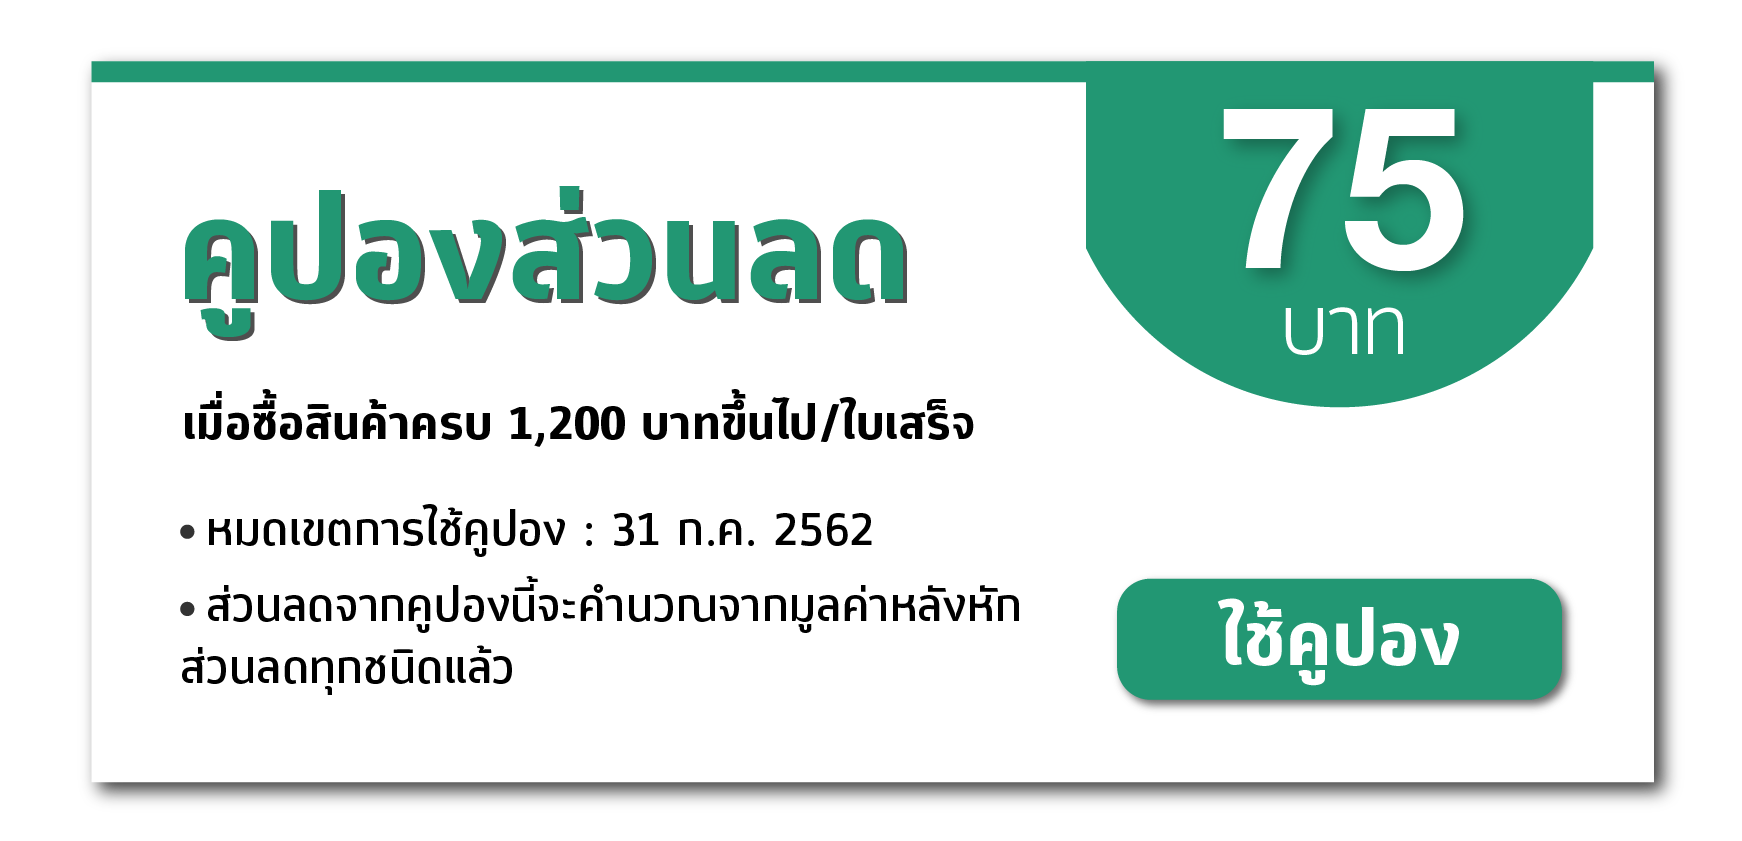 75
บาท
คูปองส่วนลด
เมื่อซื้อสินค้าครบ 1,200 บาทขึ้นไป/ใบเสร็จ
• หมดเขตการใช้คูปอง : 31 ก.ค. 2562
• ส่วนลดจากคูปองนี้จะคำนวณจากมูลค่าหลังหัก
ส่วนลดทุกชนิดแล้ว
ใช้คูปอง